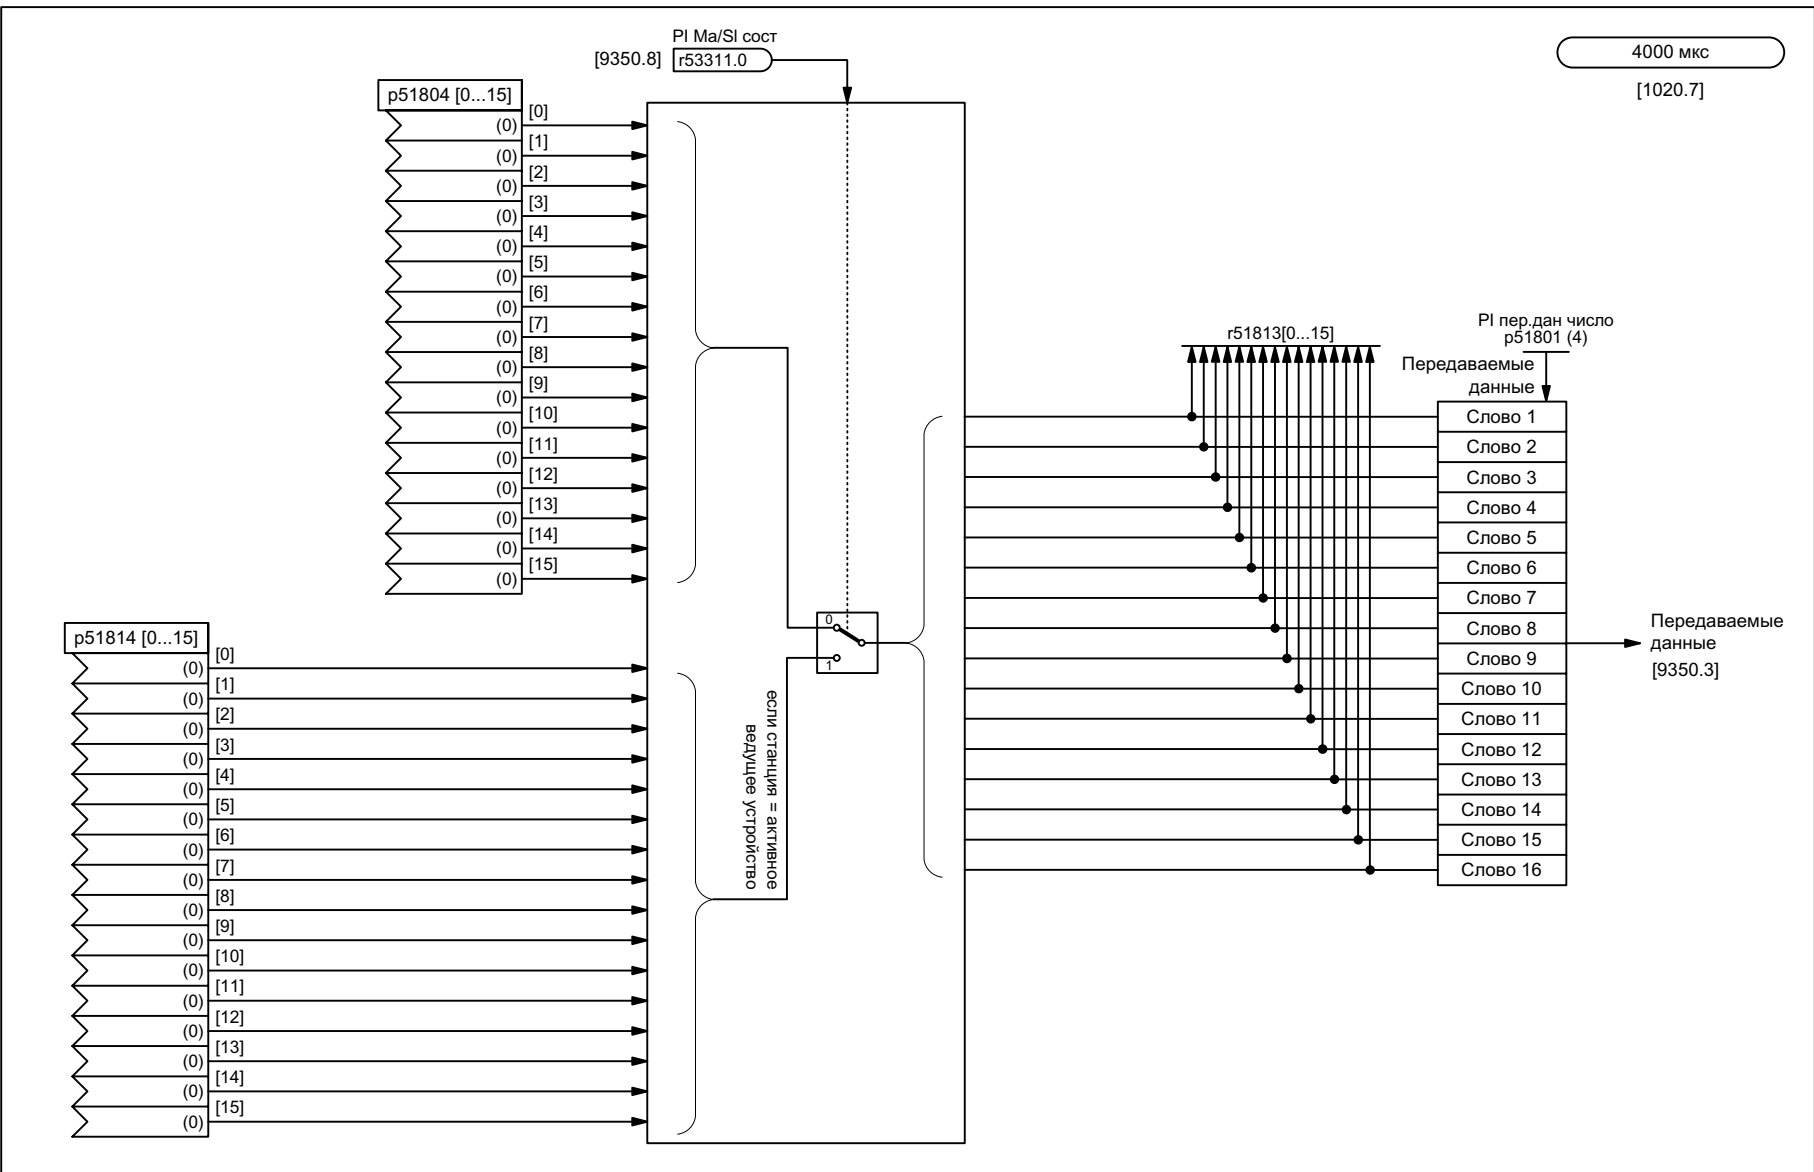 PI Ma/Sl сост
[9350.8] r53311.0
4000 мкс
[1020.7]
p51804 [0...15]
[0]
(0)
[1]
(0)
[2]
(0)
[3]
(0)
[4]
(0)
[5]
(0)
[6]
(0)
[7]
(0)
[8]
(0)
[9]
(0)
[10]
(0)
[11]
(0)
[12]
(0)
[13]
(0)
[14]
(0)
[15]
(0)
p51814 [0...15]
[0]
(0)
[1]
(0)
[2]
(0)
[3]
(0)
[4]
(0)
[5]
(0)
[6]
(0)
[7]
(0)
[8]
(0)
[9]
(0)
[10]
(0)
[11]
(0)
[12]
(0)
[13]
(0)
[14]
(0)
[15]
(0)
0
1
если станция = активное
ведущее устройство
r51813[0...15]
PI пер.дан число
p51801 (4)
Передаваемые
данные
Слово 1
Слово 2
Слово 3
Слово 4
Слово 5
Слово 6
Слово 7
Слово 8
Слово 9
Слово 10
Слово 11
Слово 12
Слово 13
Слово 14
Слово 15
Слово 16
Передаваемые
данные
[9350.3]